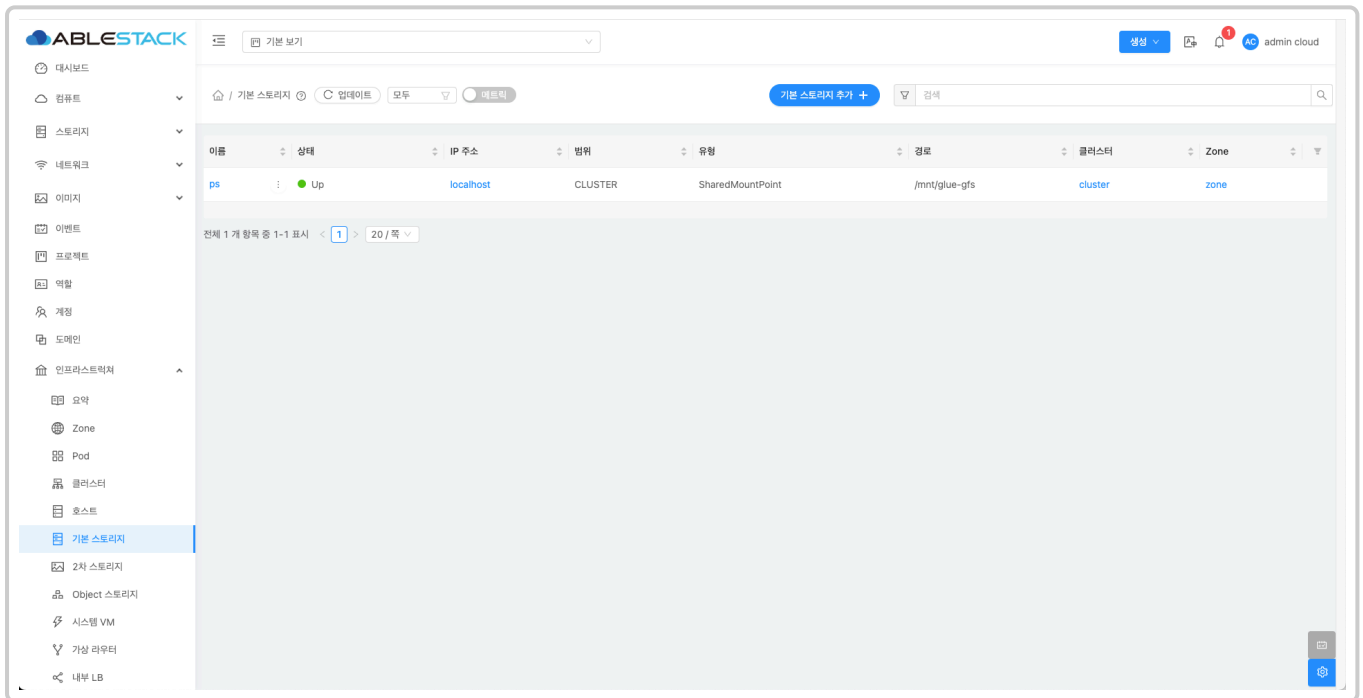 ABLESTACK
기본 보기
생성
1
AC
admin cloud
대시보드
컴퓨트
스토리지
네트워크
이미지
이벤트
프로젝트
역할
계정
도메인
인프라스트럭쳐
요약
Zone
Pod
클러스터
호스트
기본 스토리지
2차 스토리지
Object 스토리지
시스템 VM
가상 라우터
내부 LB
/ 기본 스토리지
업데이트
모두
메트릭
기본 스토리지 추가 +
검색
이름 상태 IP 주소 범위 유형 경로 클러스터 Zone
ps Up localhost CLUSTER SharedMountPoint /mnt/glue-gfs cluster zone
전체 1 개 항목 중 1-1 표시 < 1 > 20 / 쪽